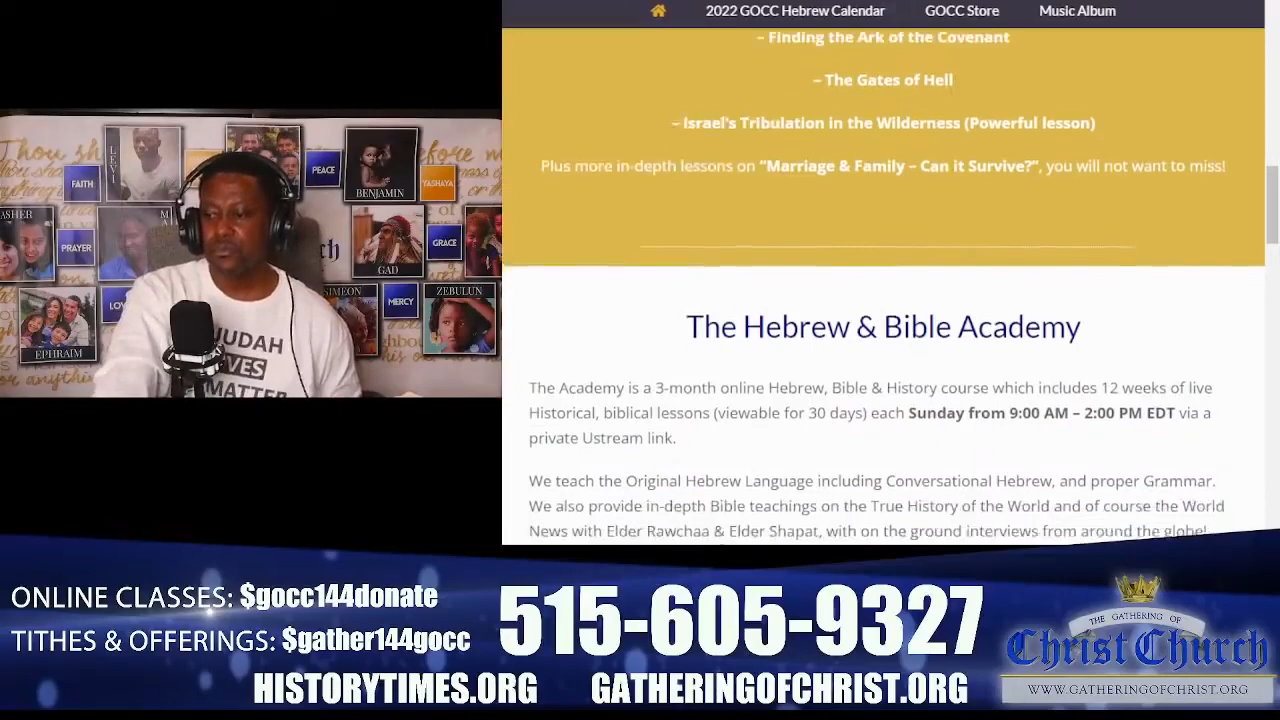 2022 GOCC Hebrew Calendar
GOCC Store
Music Album
– Finding the Ark of the Covenant
– The Gates of Hell
– Israel's Tribulation in the Wilderness (Powerful lesson)
Plus more in-depth lessons on “Marriage & Family – Can it Survive?”, you will not want to miss!
The Hebrew & Bible Academy
The Academy is a 3-month online Hebrew, Bible & History course which includes 12 weeks of live
Historical, biblical lessons (viewable for 30 days) each Sunday from 9:00 AM – 2:00 PM EDT via a
private Ustream link.
We teach the Original Hebrew Language including Conversational Hebrew, and proper Grammar.
We also provide in-depth Bible teachings on the True History of the World and of course the World
News with Elder Rawchaa & Elder Shapat, with on the ground interviews from around the globe!
Thou sh
LEVI
FAITH
PEACE
BENJAMIN
YASHAYA
ASHER
PRAYER
MA
GAD
GRACE
EPHRAIM
LOV
SIMEON
MERCY
ZEBULUN
JUDAH
VES
MATTER
or anythin
ONLINE CLASSES: $gocc144donate
TITHES & OFFERINGS: $gather144gocc
515-605-9327
HISTORYTIMES.ORG
GATHERINGOFCHRIST.ORG
THE GATHERING OF
Christ Church
WWW.GATHERINGOFCHRIST.ORG